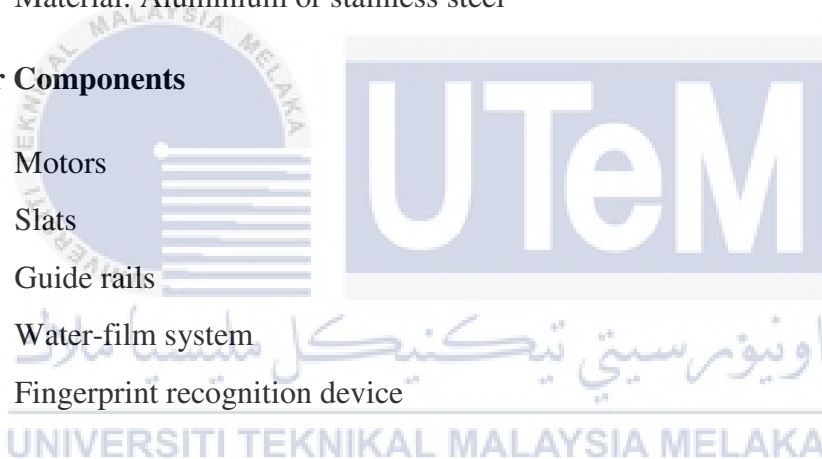 Material: Aluminium or stainless steel
r Components
Motors
Slats
Guide rails
Water-film system
Fingerprint recognition device
UTeM
اونيۏرسيتي تيكنيكل مليسيا ملاك
UNIVERSITI TEKNIKAL MALAYSIA MELAKA